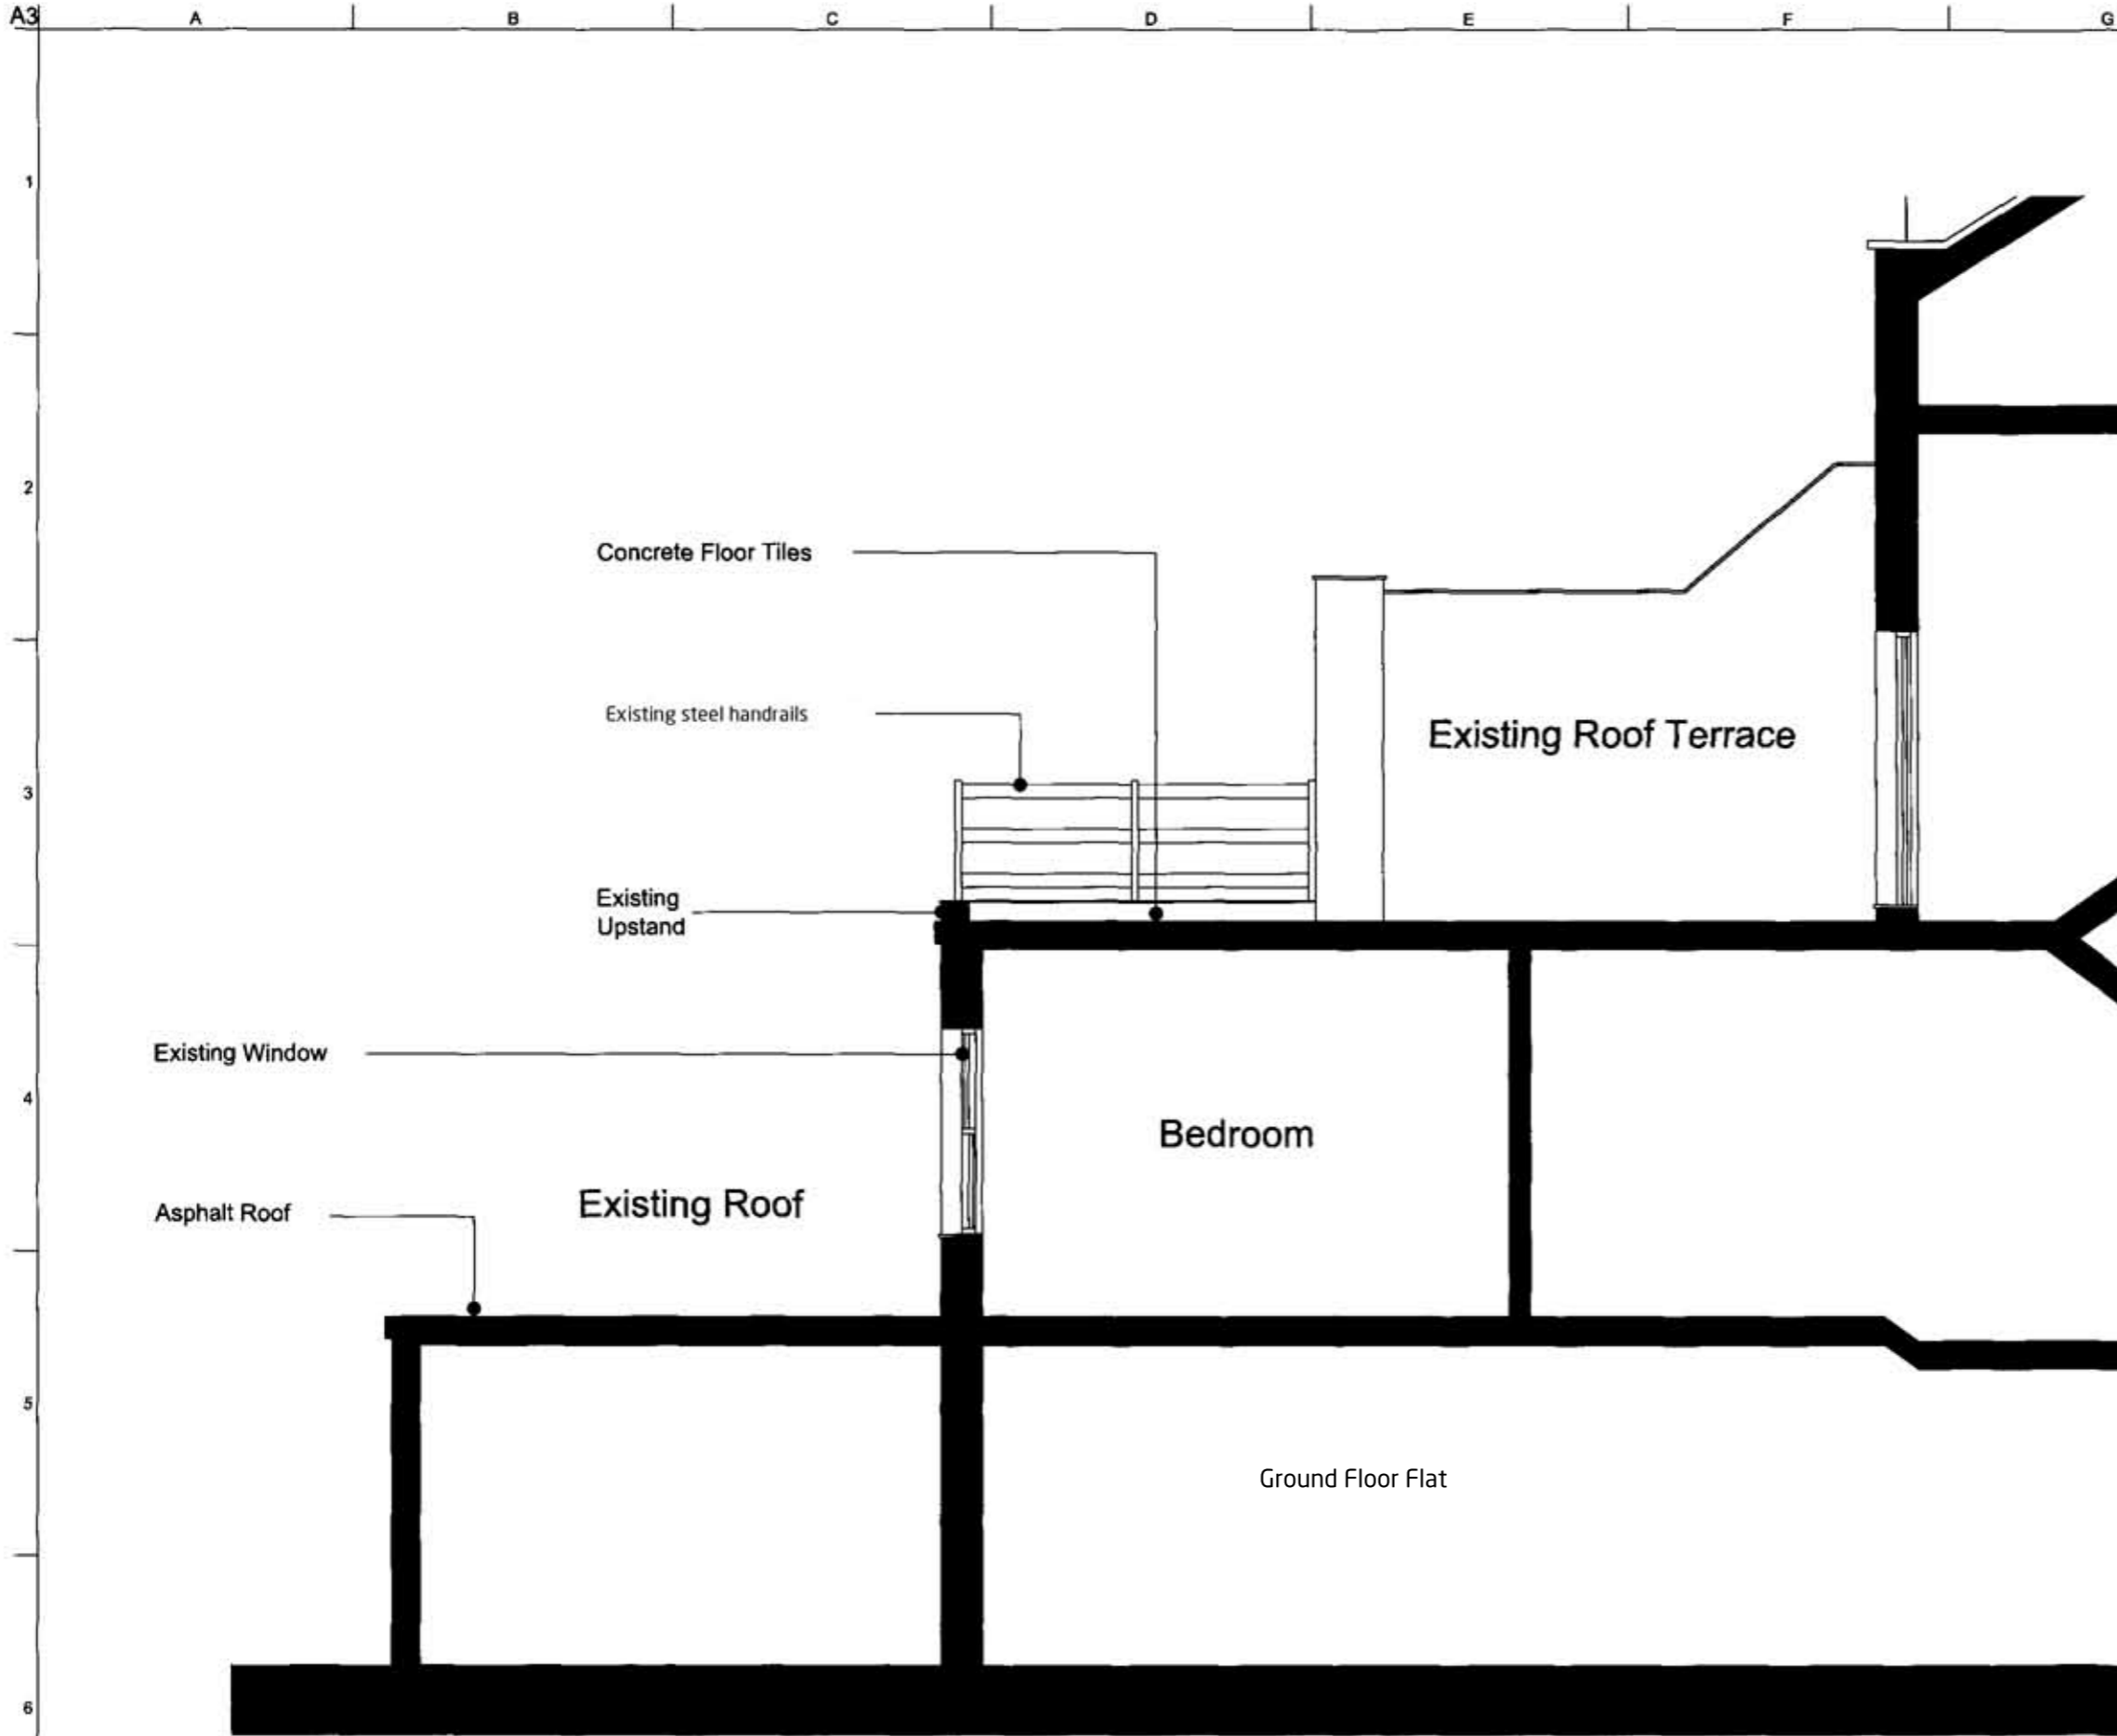 A3
A B C D E F G
1
2
Concrete Floor Tiles
Existing steel handrails
Existing Roof Terrace
3
Existing
Upstand
Existing Window
4
Bedroom
Asphalt Roof
Existing Roof
5
Ground Floor Flat
6